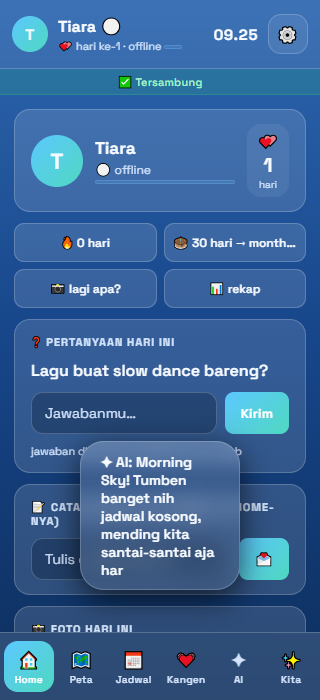 T
Tiara
hari ke-1 · offline
09.25
Tersambung
T
Tiara
offline
1
hari
0 hari
30 hari → month...
lagi apa?
rekap
PERTANYAAN HARI INI
Lagu buat slow dance bareng?
Jawabanmu...
Kirim
jawaban
AI: Morning
Sky! Tumben
banget nih
jadwal kosong,
mending kita
santai-santai aja
har
CATA
HOME-
NYA)
Tulis
FOTO HARI INI
Home
Peta
Jadwal
Kangen
AI
Kita